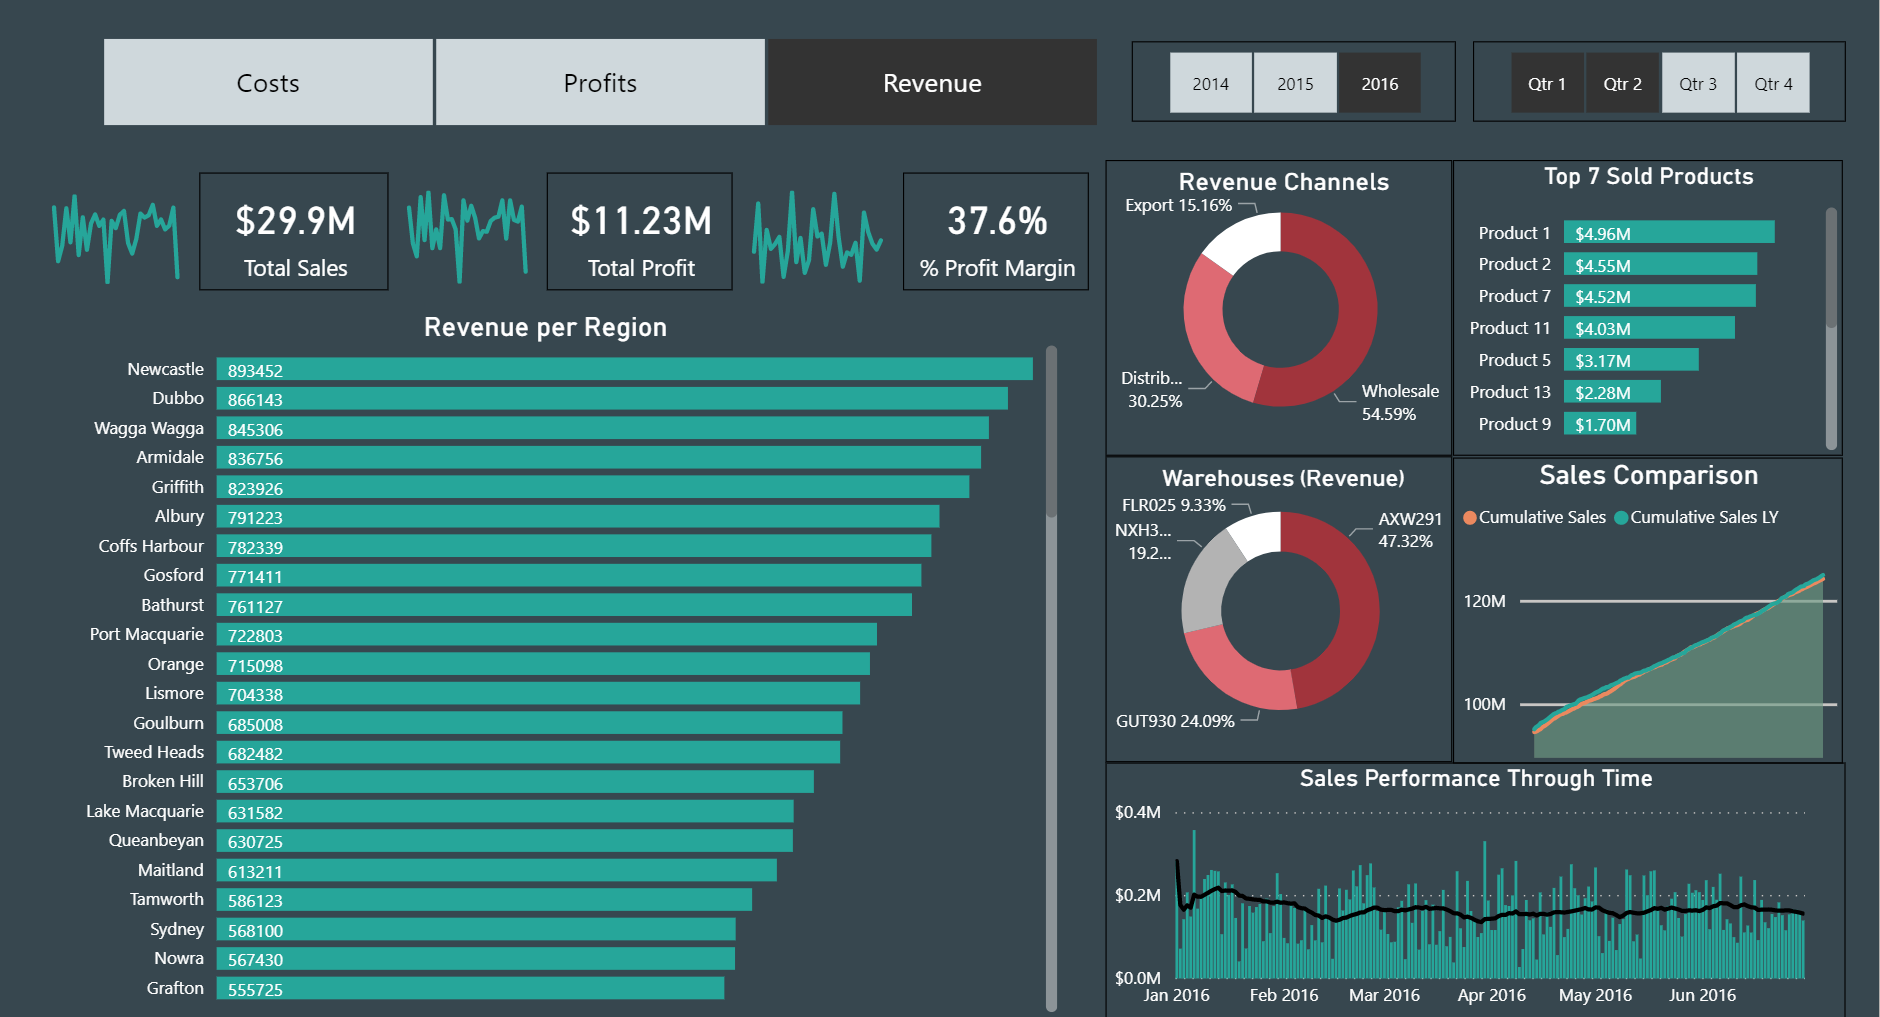 Costs
Profits
Revenue
2014
2015
2016
Qtr 1
Qtr 2
Qtr 3
Qtr 4
$29.9M
Total Sales
$11.23M
Total Profit
37.6%
% Profit Margin
Revenue per Region
Newcastle 893452
Dubbo 866143
Wagga Wagga 845306
Armidale 836756
Griffith 823926
Albury 791223
Coffs Harbour 782339
Gosford 771411
Bathurst 761127
Port Macquarie 722803
Orange 715098
Lismore 704338
Goulburn 685008
Tweed Heads 682482
Broken Hill 653706
Lake Macquarie 631582
Queanbeyan 630725
Maitland 613211
Tamworth 586123
Sydney 568100
Nowra 567430
Grafton 555725
Revenue Channels
Export 15.16%
Distrib...
30.25%
Wholesale
54.59%
Top 7 Sold Products
Product 1 $4.96M
Product 2 $4.55M
Product 7 $4.52M
Product 11 $4.03M
Product 5 $3.17M
Product 13 $2.28M
Product 9 $1.70M
Warehouses (Revenue)
FLR025 9.33%
NXH3...
19.2...
AXW291
47.32%
GUT930 24.09%
Sales Comparison
Cumulative Sales
Cumulative Sales LY
120M
100M
Sales Performance Through Time
$0.4M
$0.2M
$0.0M
Jan 2016
Feb 2016
Mar 2016
Apr 2016
May 2016
Jun 2016